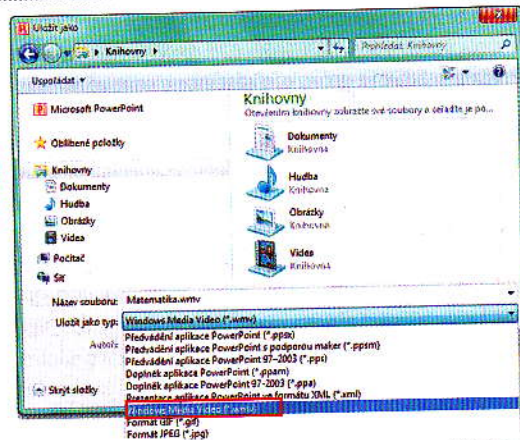 Uložit jako
Knihovny
Prohledat: Knihovny
Uspořádat
Microsoft PowerPoint
Oblíbené položky
Knihovny
Dokumenty
Hudba
Obrázky
Videa
Počítač
Síť
Knihovny
Otevřením knihovny zobrazíte své soubory a seřadíte je po...
Dokumenty
Knihovna
Hudba
Knihovna
Obrázky
Knihovna
Videa
Knihovna
Název souboru: Matematika.wmv
Uložit jako typ: Windows Media Video (*.wmv)
Autoři:
Předvádění aplikace PowerPoint (*.ppsx)
Předvádění aplikace PowerPoint s podporou maker (*.ppsm)
Předvádění aplikace PowerPoint 97–2003 (*.pps)
Doplněk aplikace PowerPoint (*.ppam)
Doplněk aplikace PowerPoint 97-2003 (*.ppa)
Prezentace aplikace PowerPoint ve formátu XML (*.xml)
Windows Media Video (*.wmv)
Formát GIF (*.gif)
Formát JPEG (*.jpg)
Skrýt složky